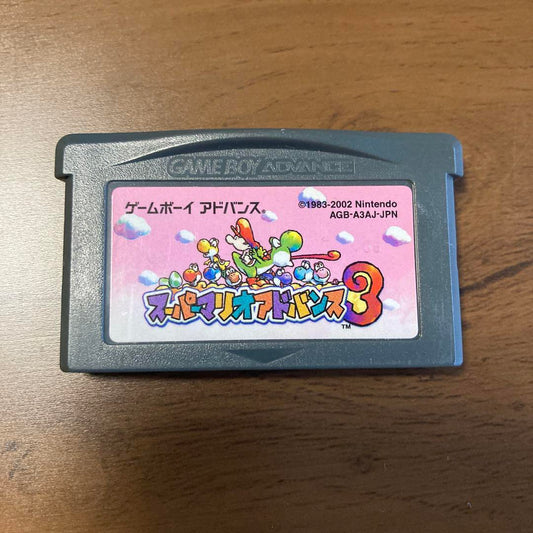 GAME BOY ADVANCE
ゲームボーイ アドバンス®
©1983-2002 Nintendo
AGB-A3AJ-JPN
スーパーマリオアドバンス3
TM